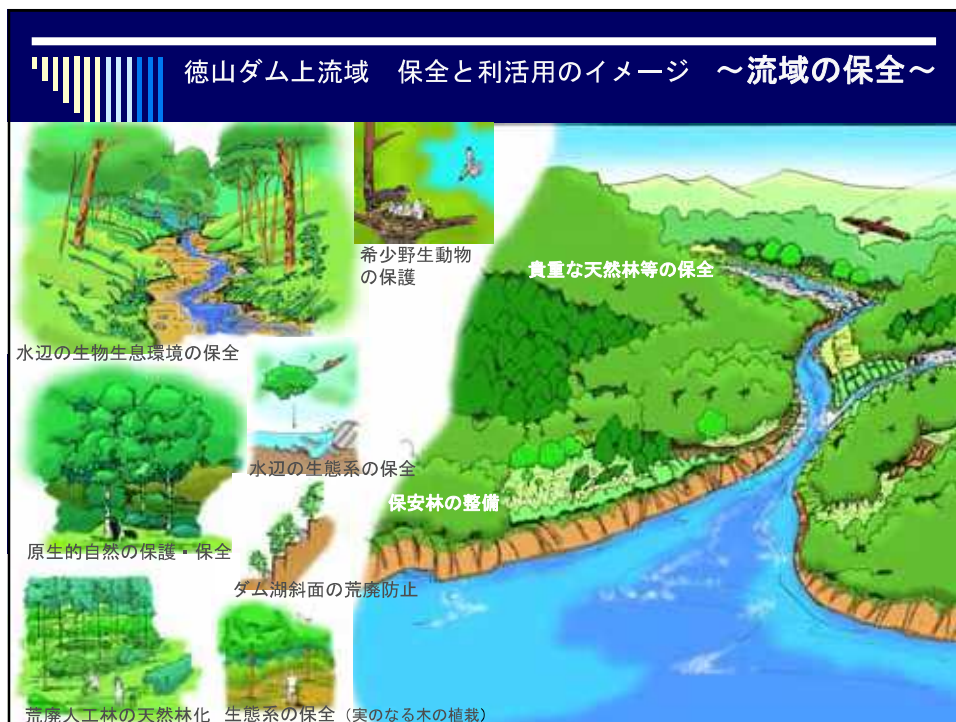 徳山ダム上流域　保全と利活用のイメージ　～流域の保全～
希少野生動物
の保護
貴重な天然林等の保全
水辺の生物生息環境の保全
水辺の生態系の保全
保安林の整備
原生的自然の保護・保全
ダム湖斜面の荒廃防止
荒廃人工林の天然林化
生態系の保全（実のなる木の植栽）